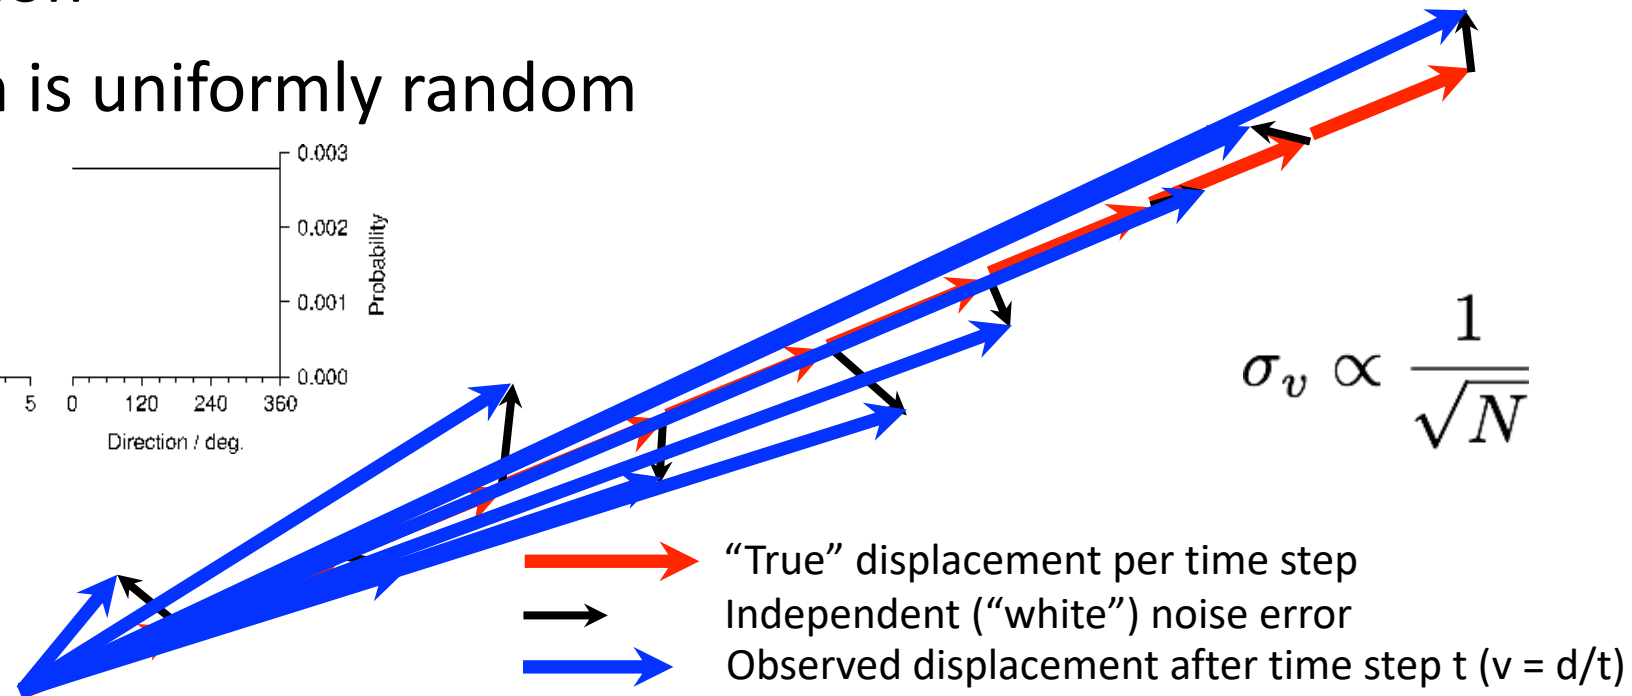 is uniformly random
0.003
0.002
0.001
0.000
Probability
5 0 120 240 360
Direction / deg.
σ_v ∝ 1/√N
“True” displacement per time step
Independent (“white”) noise error
Observed displacement after time step t (v = d/t)